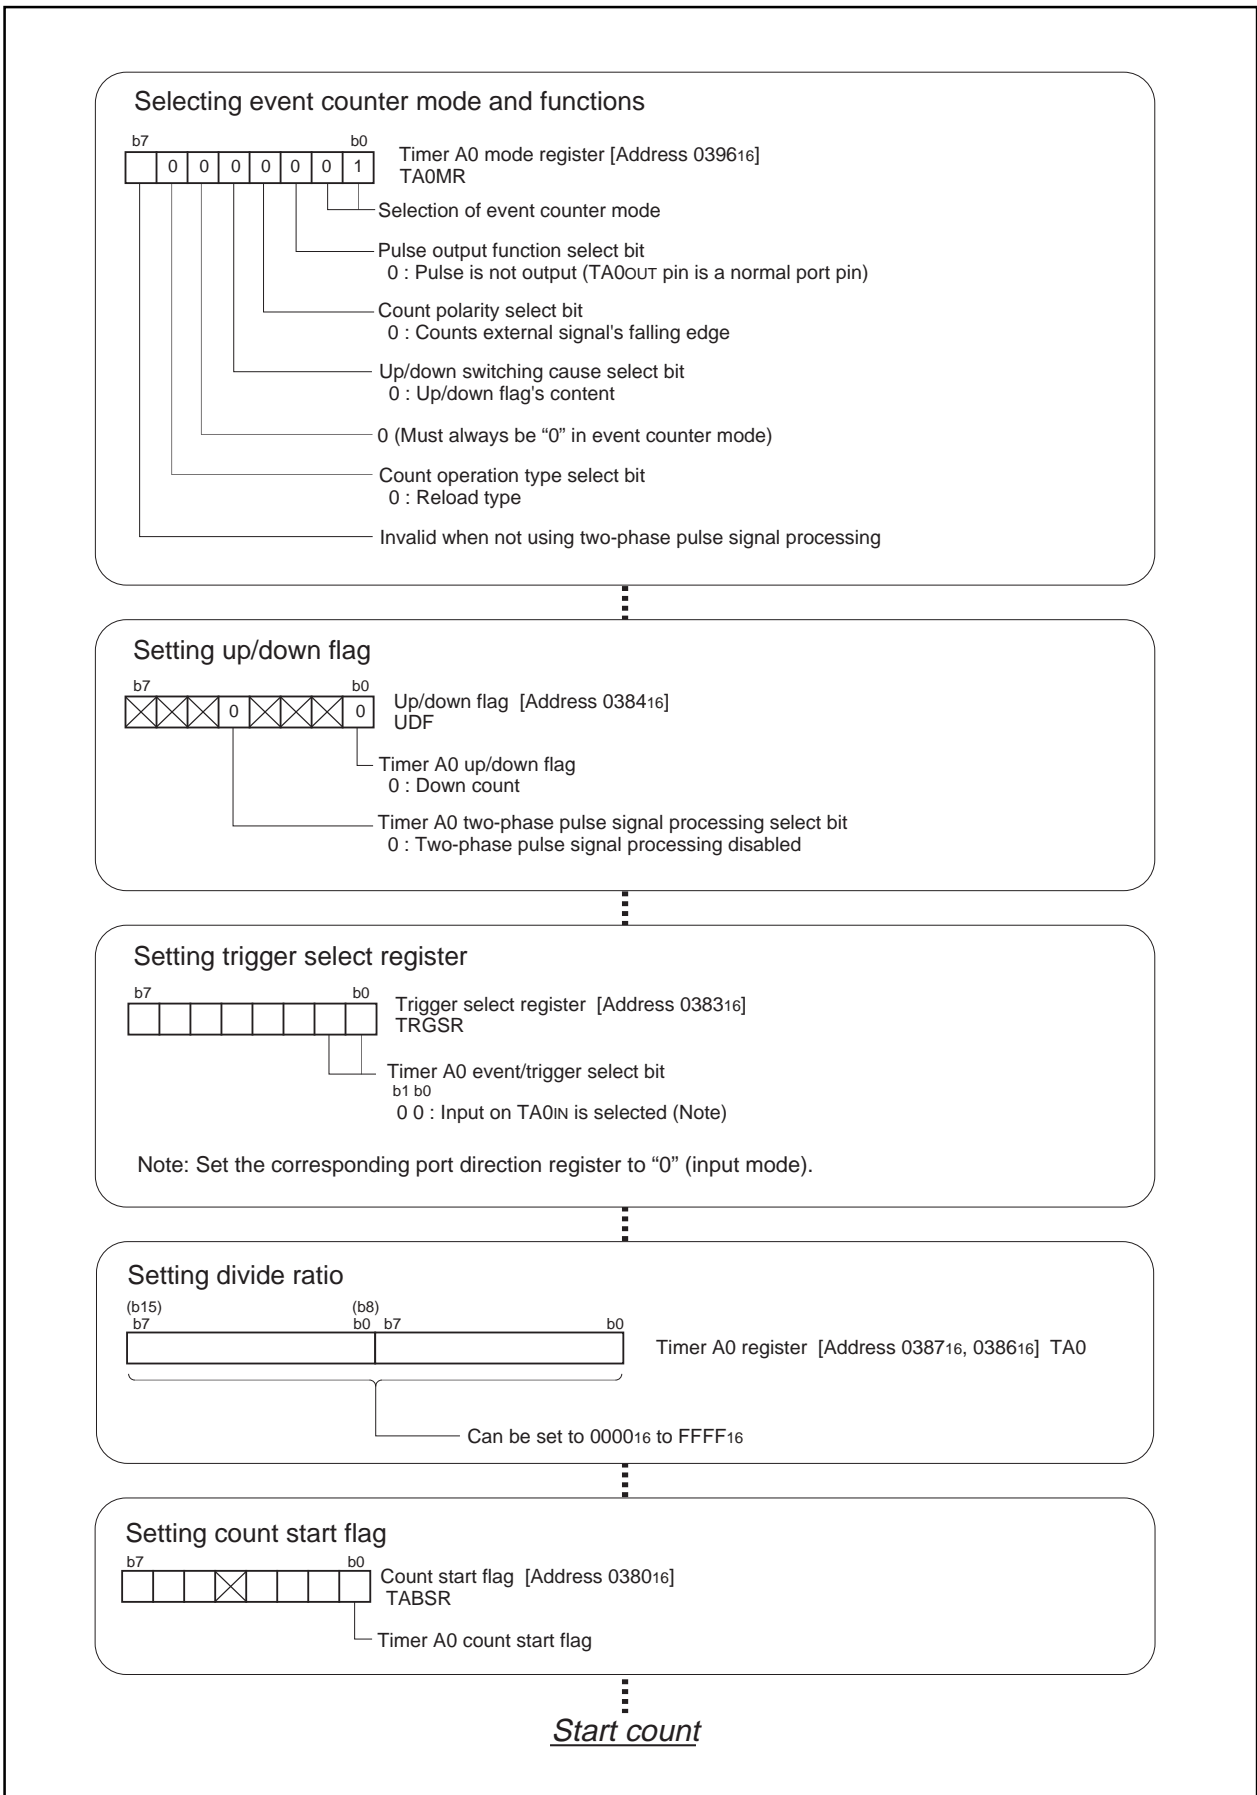 Selecting event counter mode and functions
b7 b0
0 0 0 0 0 0 1
Timer A0 mode register [Address 039616]
TA0MR
Selection of event counter mode
Pulse output function select bit
0 : Pulse is not output (TA0OUT pin is a normal port pin)
Count polarity select bit
0 : Counts external signal's falling edge
Up/down switching cause select bit
0 : Up/down flag's content
0 (Must always be “0” in event counter mode)
Count operation type select bit
0 : Reload type
Invalid when not using two-phase pulse signal processing
Setting up/down flag
b7 b0
0 0
Up/down flag [Address 038416]
UDF
Timer A0 up/down flag
0 : Down count
Timer A0 two-phase pulse signal processing select bit
0 : Two-phase pulse signal processing disabled
Setting trigger select register
b7 b0
Trigger select register [Address 038316]
TRGSR
Timer A0 event/trigger select bit
b1 b0
0 0 : Input on TA0IN is selected (Note)
Note: Set the corresponding port direction register to “0” (input mode).
Setting divide ratio
(b15) (b8)
b7 b0 b7 b0
Timer A0 register [Address 038716, 038616] TA0
Can be set to 000016 to FFFF16
Setting count start flag
b7 b0
Count start flag [Address 038016]
TABSR
Timer A0 count start flag
Start count